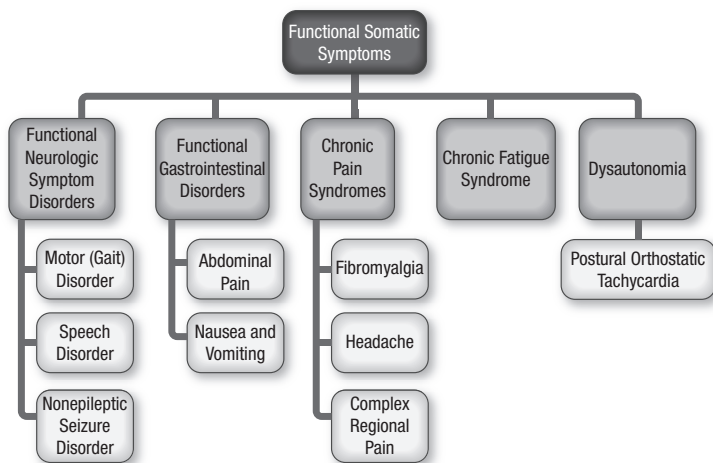 Functional Somatic
Symptoms
Functional
Neurologic
Symptom
Disorders
Functional
Gastrointestinal
Disorders
Chronic
Pain
Syndromes
Chronic Fatigue
Syndrome
Dysautonomia
Motor (Gait)
Disorder
Speech
Disorder
Nonepileptic
Seizure
Disorder
Abdominal
Pain
Nausea and
Vomiting
Fibromyalgia
Headache
Complex
Regional
Pain
Postural Orthostatic
Tachycardia